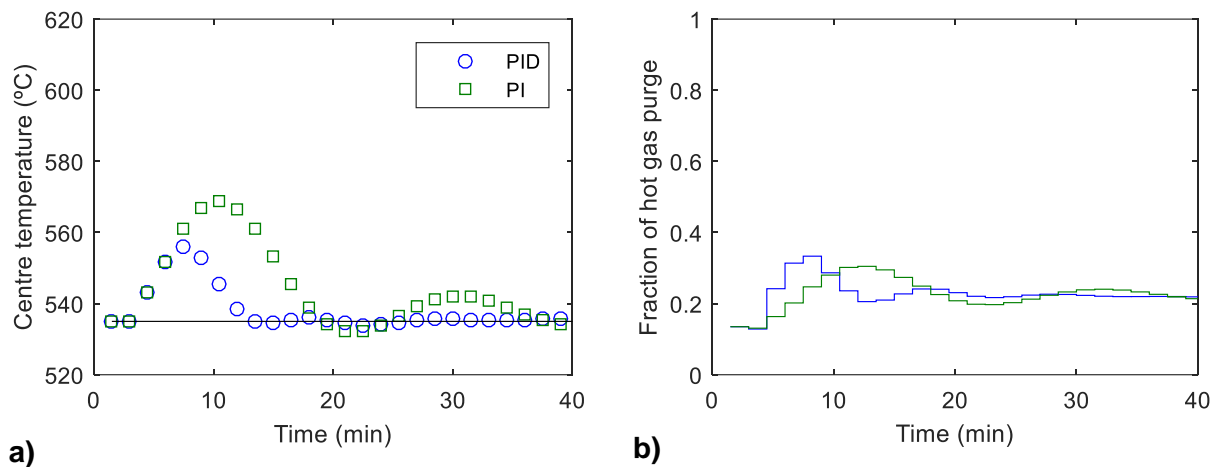 620
600
580
560
540
520
Centre temperature (ºC)
PID
PI
0
10
20
30
40
Time (min)
a)
1
0.8
0.6
0.4
0.2
0
Fraction of hot gas purge
0
10
20
30
40
Time (min)
b)